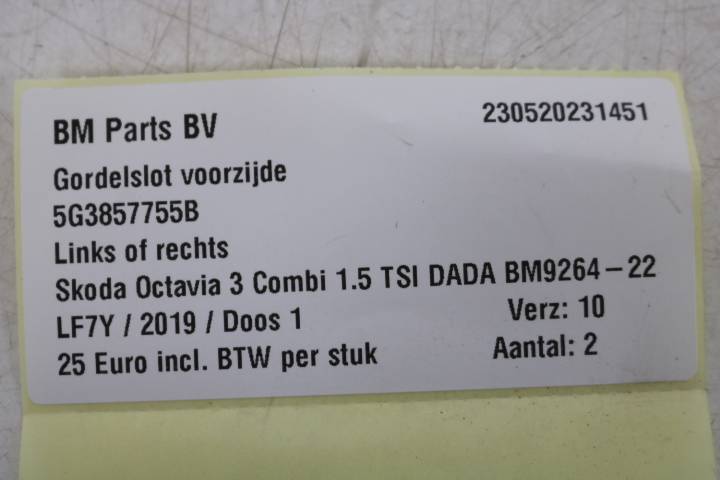 BM Parts BV 230520231451
Gordelslot voorzijde
5G3857755B
Links of rechts
Skoda Octavia 3 Combi 1.5 TSI DADA BM9264-22
LF7Y / 2019 / Doos 1 Verz: 10
25 Euro incl. BTW per stuk Aantal: 2